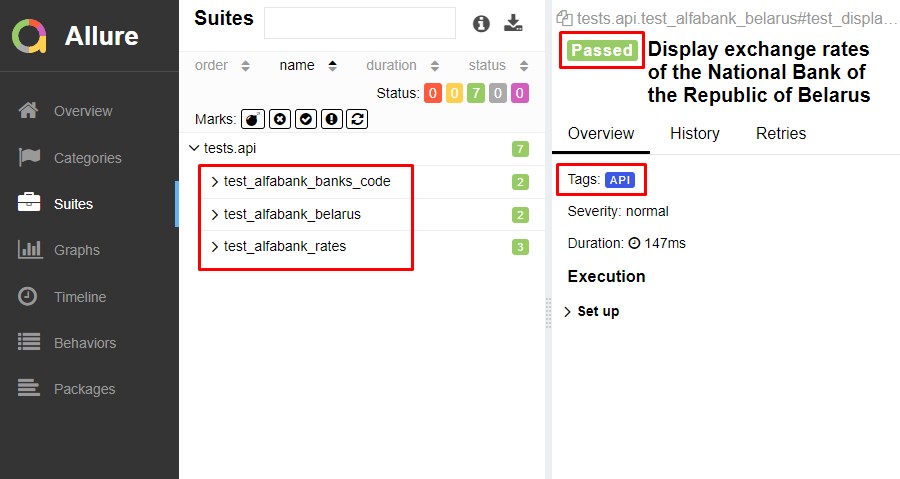 Allure
Overview
Categories
Suites
Graphs
Timeline
Behaviors
Packages
Suites
order name duration status
Status: 0 0 7 0 0
Marks:
tests.api 7
test_alfabank_banks_code 2
test_alfabank_belarus 2
test_alfabank_rates 3
tests.api.test_alfabank_belarus#test_displa...
Passed Display exchange rates
of the National Bank of
the Republic of Belarus
Overview History Retries
Tags: API
Severity: normal
Duration: 147ms
Execution
Set up